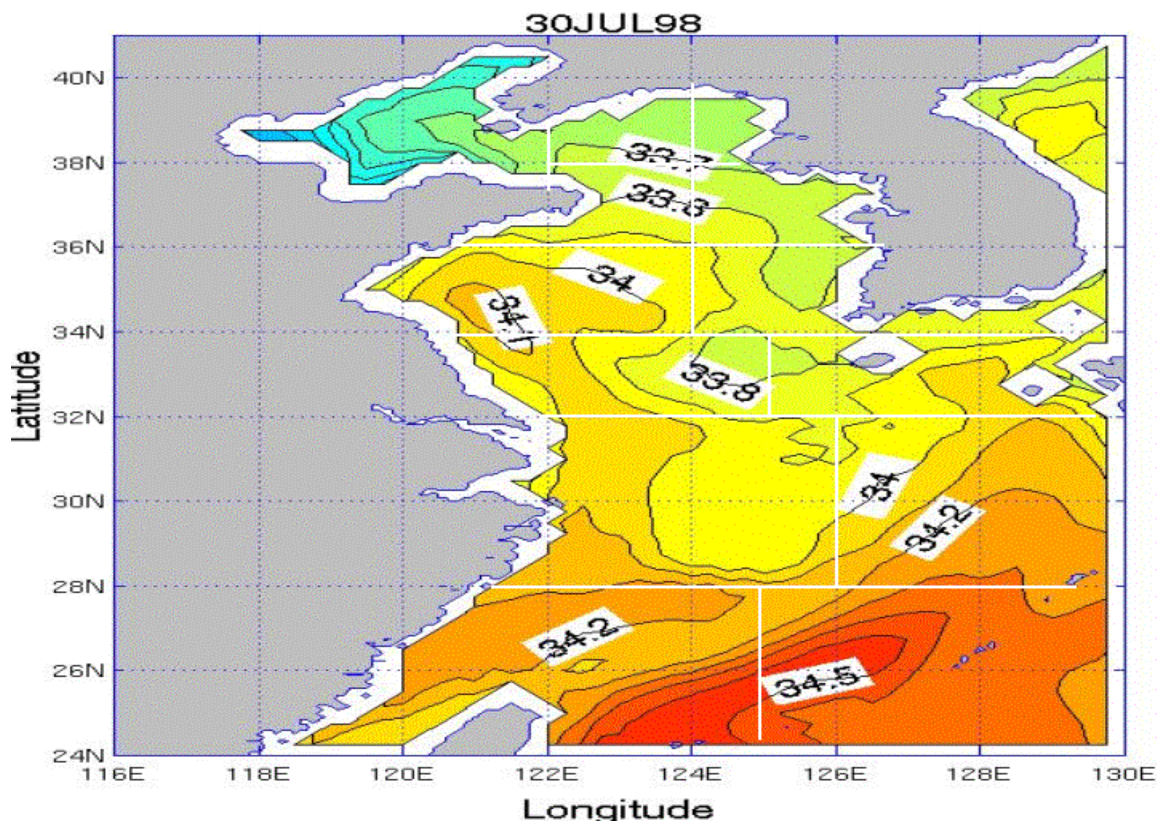 30JUL98
40N
38N
36N
34N
32N
30N
28N
26N
24N
33.7
33.8
34
34.1
33.8
34
34.2
34.2
34.5
116E
118E
120E
122E
124E
126E
128E
130E
Latitude
Longitude